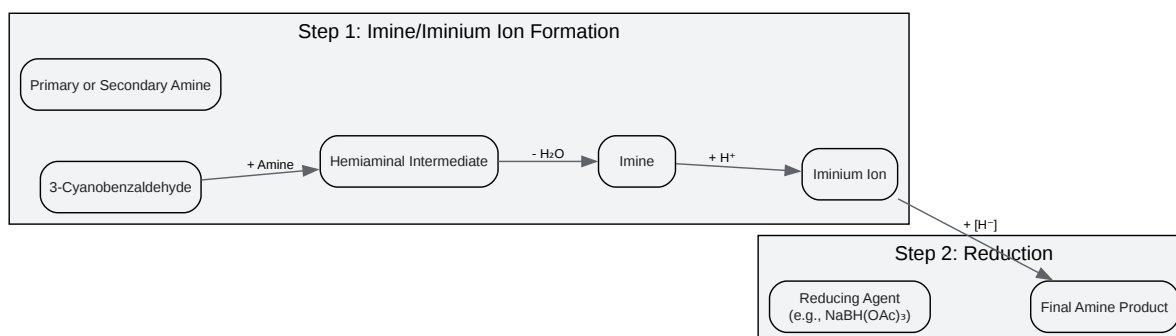 Step 1: Imine/Iminium Ion Formation
Primary or Secondary Amine
3-Cyanobenzaldehyde
+ Amine
Hemiaminal Intermediate
- H₂O
Imine
+ H⁺
Iminium Ion
+ [H⁻]
Step 2: Reduction
Reducing Agent
(e.g., NaBH(OAc)₃)
Final Amine Product